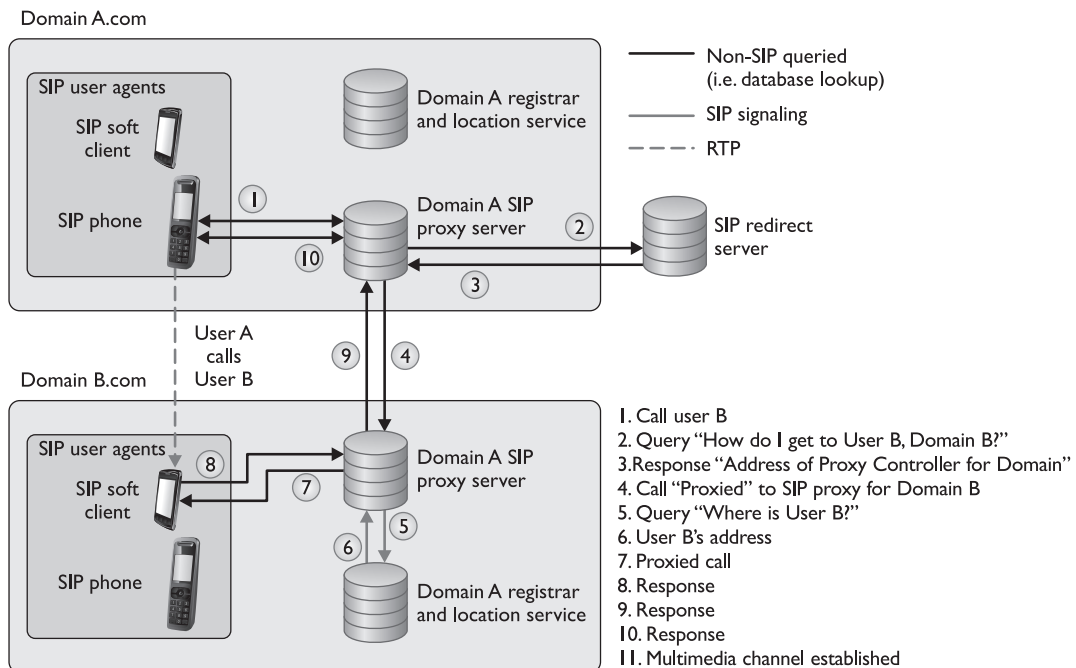 Domain A.com
SIP user agents
SIP soft
client
SIP phone
Domain A registrar
and location service
Domain A SIP
proxy server
1
10
2
3
SIP redirect
server
Non-SIP queried
(i.e. database lookup)
SIP signaling
RTP
User A
calls
User B
9
4
Domain B.com
SIP user agents
SIP soft
client
SIP phone
8
7
Domain A SIP
proxy server
6
5
Domain A registrar
and location service
1. Call user B
2. Query “How do I get to User B, Domain B?”
3.Response “Address of Proxy Controller for Domain”
4. Call “Proxied” to SIP proxy for Domain B
5. Query “Where is User B?”
6. User B’s address
7. Proxied call
8. Response
9. Response
10. Response
11. Multimedia channel established